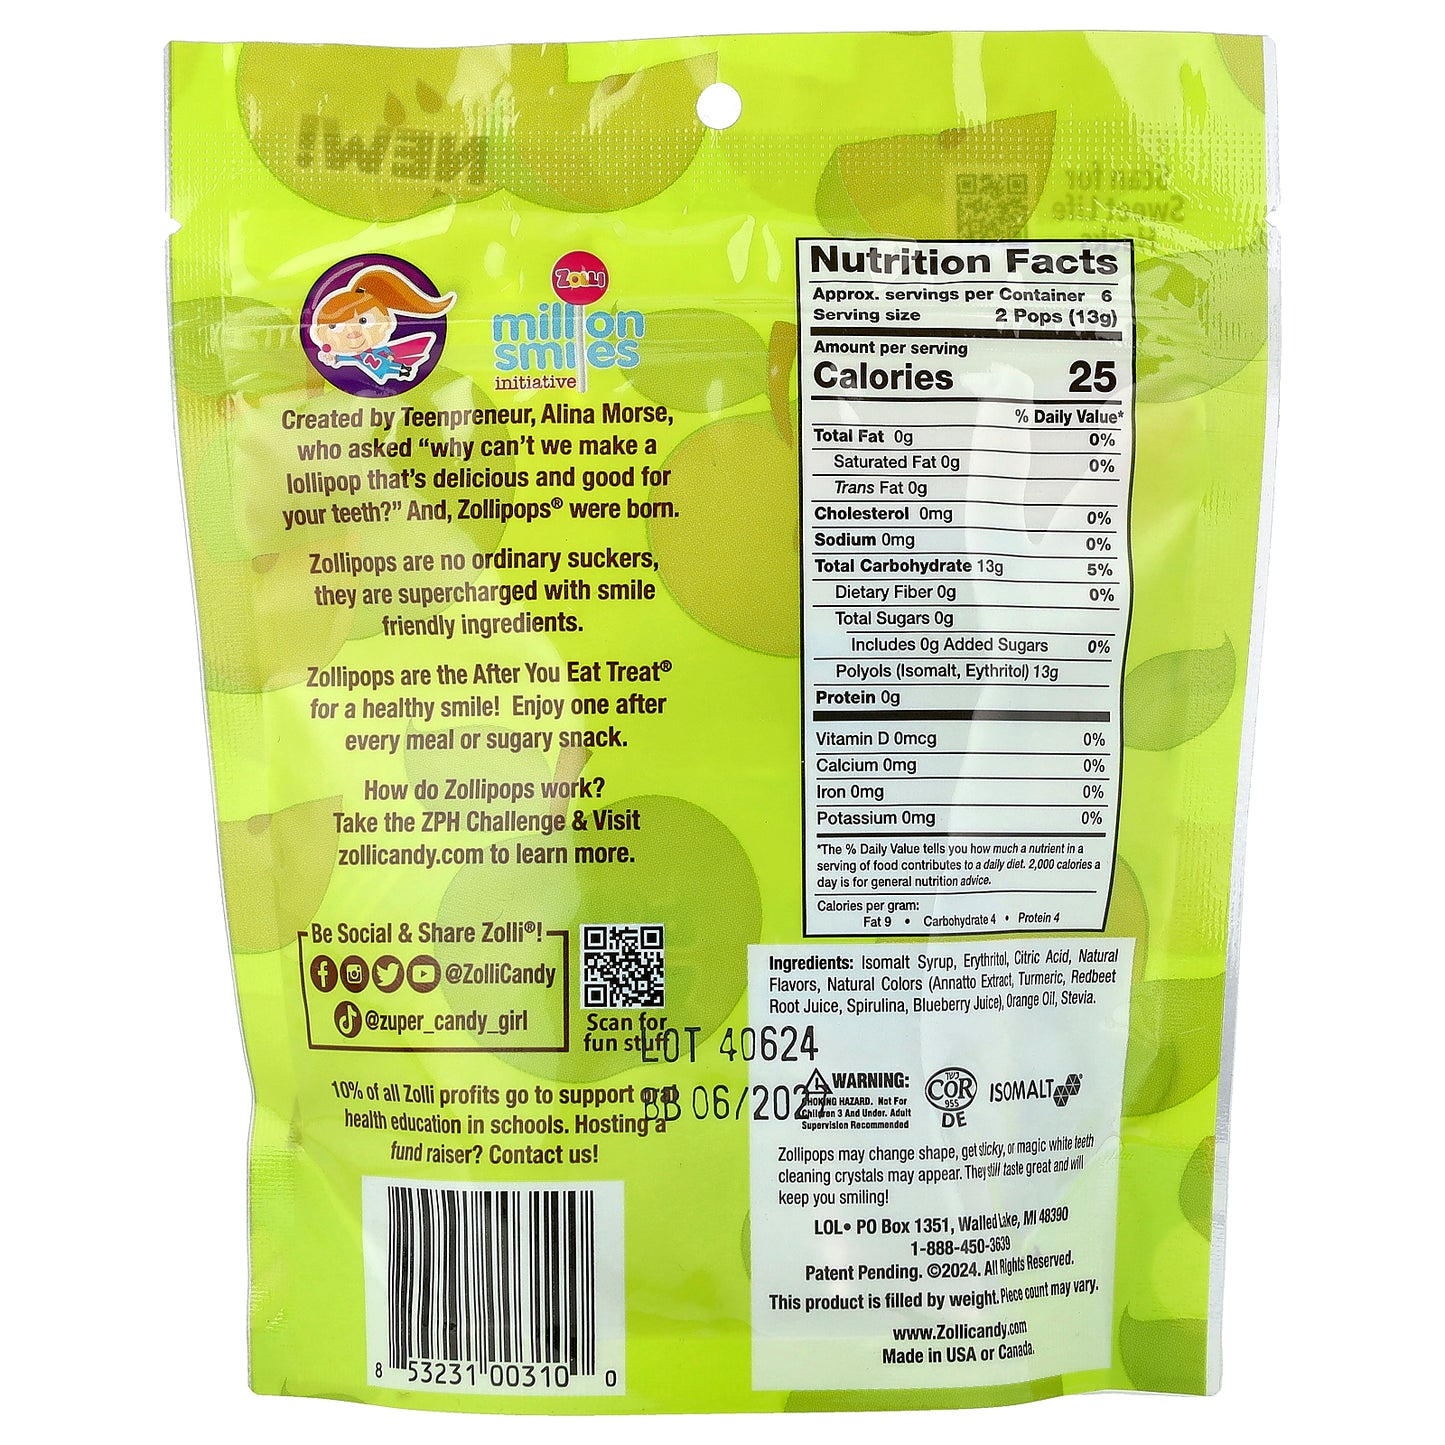 NEW!
Scan for
Sweet Life
Hacks
ZOLLI
million
smiles
initiative
Created by Teenpreneur, Alina Morse,
who asked “why can’t we make a
lollipop that’s delicious and good for
your teeth?” And, Zollipops® were born.
Zollipops are no ordinary suckers,
they are supercharged with smile
friendly ingredients.
Zollipops are the After You Eat Treat®
for a healthy smile! Enjoy one after
every meal or sugary snack.
How do Zollipops work?
Take the ZPH Challenge & Visit
zollicandy.com to learn more.
Be Social & Share Zolli®!
@ZolliCandy
@zuper_candy_girl
Scan for
fun stuff
10% of all Zolli profits go to support oral
health education in schools. Hosting a
fund raiser? Contact us!
8 53231 00310 0
Nutrition Facts
Approx. servings per Container 6
Serving size 2 Pops (13g)
Amount per serving
Calories 25
% Daily Value*
Total Fat 0g 0%
Saturated Fat 0g 0%
Trans Fat 0g
Cholesterol 0mg 0%
Sodium 0mg 0%
Total Carbohydrate 13g 5%
Dietary Fiber 0g 0%
Total Sugars 0g
Includes 0g Added Sugars 0%
Polyols (Isomalt, Eythritol) 13g
Protein 0g
Vitamin D 0mcg 0%
Calcium 0mg 0%
Iron 0mg 0%
Potassium 0mg 0%
*The % Daily Value tells you how much a nutrient in a
serving of food contributes to a daily diet. 2,000 calories a
day is for general nutrition advice.
Calories per gram:
Fat 9 • Carbohydrate 4 • Protein 4
Ingredients: Isomalt Syrup, Erythritol, Citric Acid, Natural
Flavors, Natural Colors (Annatto Extract, Turmeric, Redbeet
Root Juice, Spirulina, Blueberry Juice), Orange Oil, Stevia.
LOT 40624
BB 06/2027
WARNING:
CHOKING HAZARD. Not For
Children 3 And Under. Adult
Supervision Recommended
כשר
COR
955
DE
ISOMALT®
Zollipops may change shape, get sticky, or magic white teeth
cleaning crystals may appear. They still taste great and will
keep you smiling!
LOL• PO Box 1351, Walled Lake, MI 48390
1-888-450-3639
Patent Pending. ©2024. All Rights Reserved.
This product is filled by weight. Piece count may vary.
www.Zollicandy.com
Made in USA or Canada.